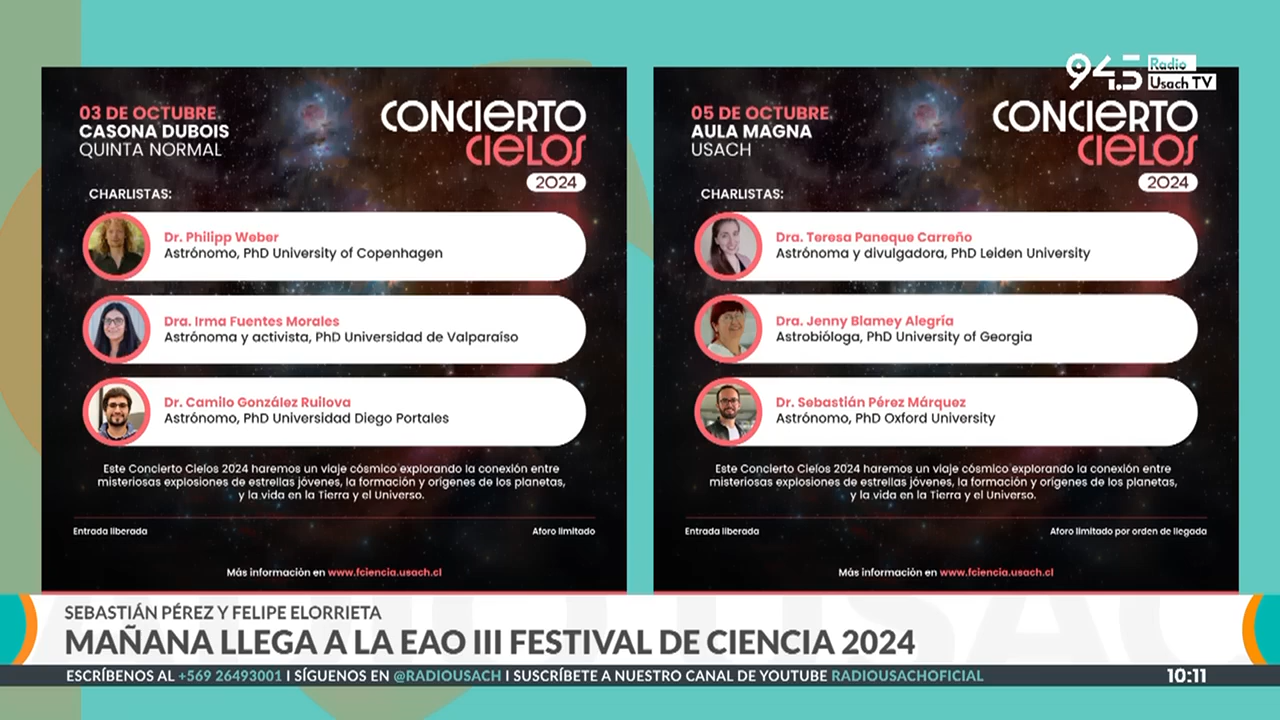 94.5 Radio
Usach TV
03 DE OCTUBRE
CASONA DUBOIS
QUINTA NORMAL
CONCIERTO
CIELOS
2024
CHARLISTAS:
Dr. Philipp Weber
Astrónomo, PhD University of Copenhagen
Dra. Irma Fuentes Morales
Astrónoma y activista, PhD Universidad de Valparaíso
Dr. Camilo González Ruilova
Astrónomo, PhD Universidad Diego Portales
Este Concierto Cielos 2024 haremos un viaje cósmico explorando la conexión entre
misteriosas explosiones de estrellas jóvenes, la formación y orígenes de los planetas,
y la vida en la Tierra y el Universo.
Entrada liberada
Aforo limitado
Más información en www.fciencia.usach.cl
05 DE OCTUBRE
AULA MAGNA
USACH
CONCIERTO
CIELOS
2024
CHARLISTAS:
Dra. Teresa Paneque Carreño
Astrónoma y divulgadora, PhD Leiden University
Dra. Jenny Blamey Alegría
Astrobióloga, PhD University of Georgia
Dr. Sebastián Pérez Márquez
Astrónomo, PhD Oxford University
Este Concierto Cielos 2024 haremos un viaje cósmico explorando la conexión entre
misteriosas explosiones de estrellas jóvenes, la formación y orígenes de los planetas,
y la vida en la Tierra y el Universo.
Entrada liberada
Aforo limitado por orden de llegada
Más información en www.fciencia.usach.cl
SEBASTIÁN PÉREZ Y FELIPE ELORRIETA
MAÑANA LLEGA A LA EAO III FESTIVAL DE CIENCIA 2024
ESCRÍBENOS AL +569 26493001 I SÍGUENOS EN @RADIOUSACH I SUSCRÍBETE A NUESTRO CANAL DE YOUTUBE RADIOUSACHOFICIAL
10:11